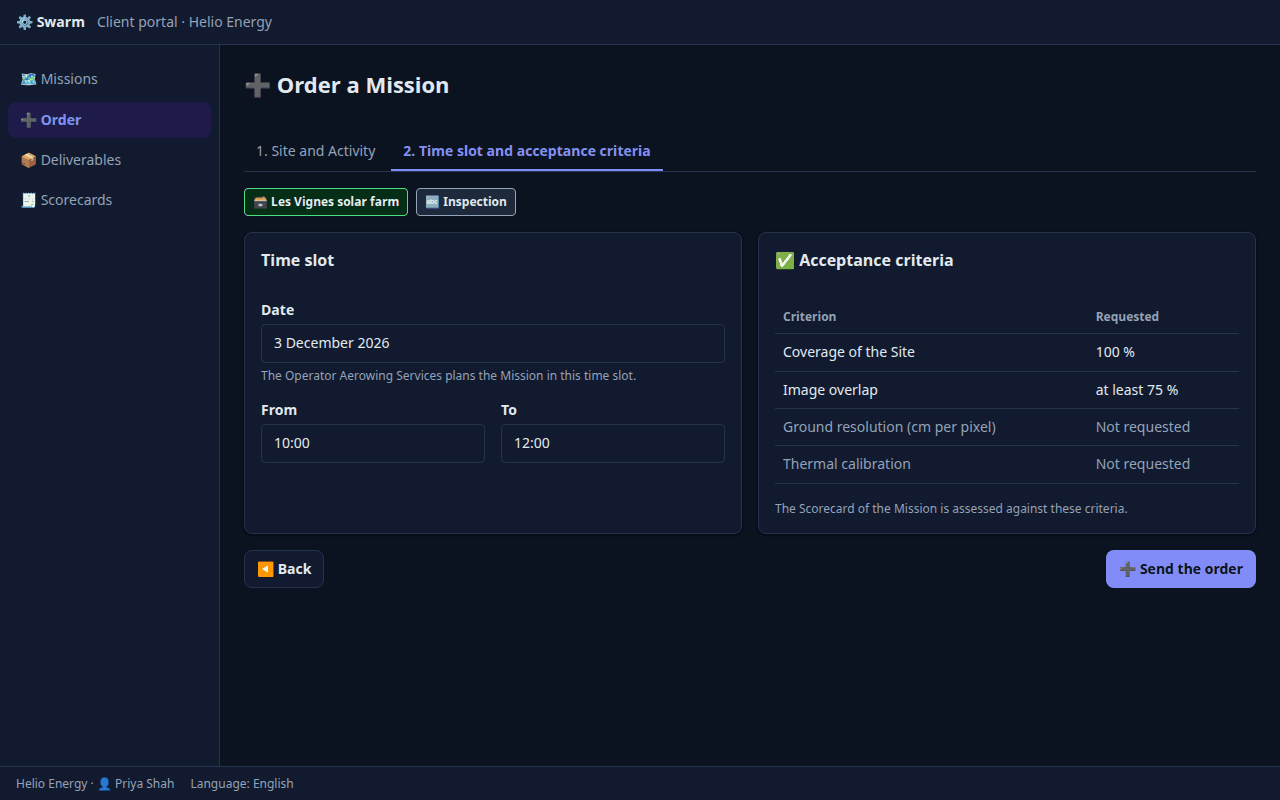 Swarm Client portal · Helio Energy
Missions
Order
Deliverables
Scorecards
Order a Mission
1. Site and Activity
2. Time slot and acceptance criteria
Les Vignes solar farm
Inspection
Time slot
Date
3 December 2026
The Operator Aerowing Services plans the Mission in this time slot.
From
To
10:00
12:00
Acceptance criteria
Criterion Requested
Coverage of the Site 100 %
Image overlap at least 75 %
Ground resolution (cm per pixel) Not requested
Thermal calibration Not requested
The Scorecard of the Mission is assessed against these criteria.
Back
Send the order
Helio Energy · Priya Shah Language: English